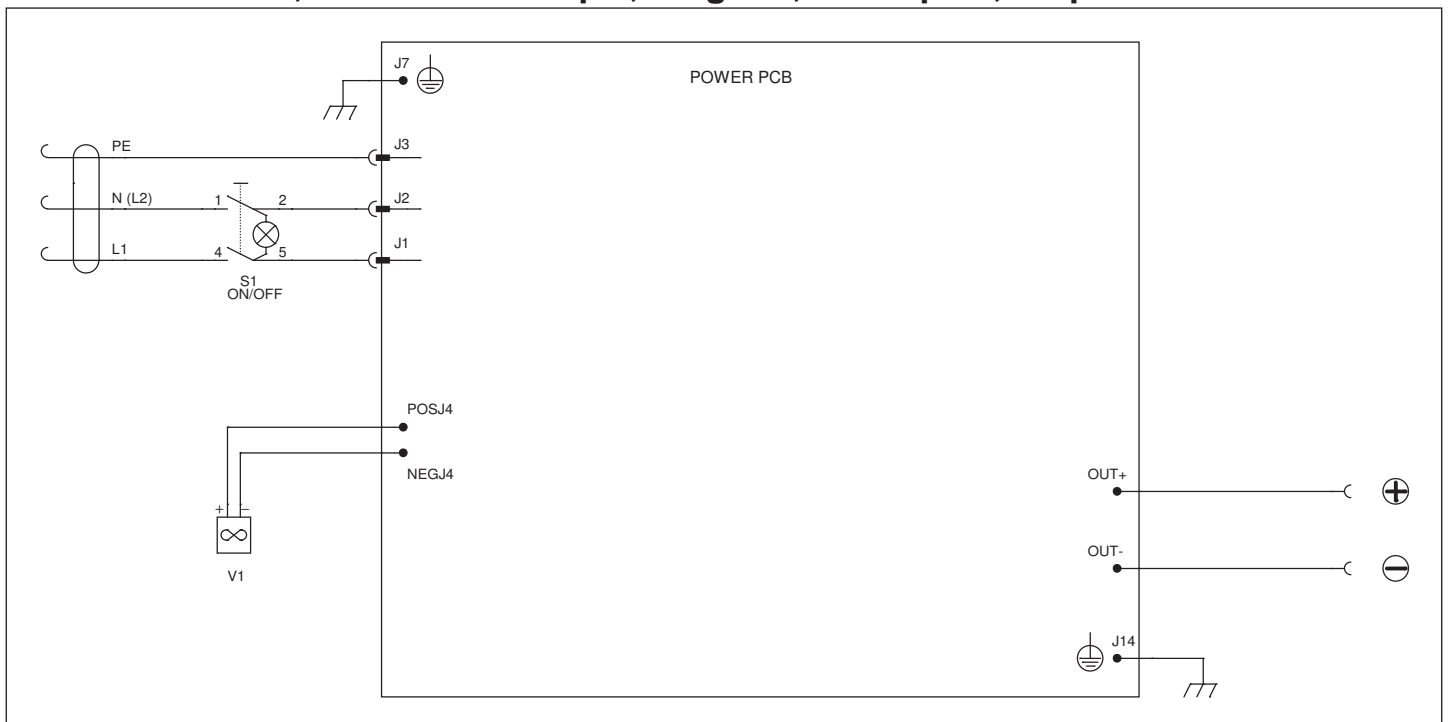 J7
POWER PCB
PE
J3
N (L2)
1
2
J2
L1
4
5
J1
S1
ON/OFF
POSJ4
NEGJ4
+
−
V1
OUT+
OUT-
J14